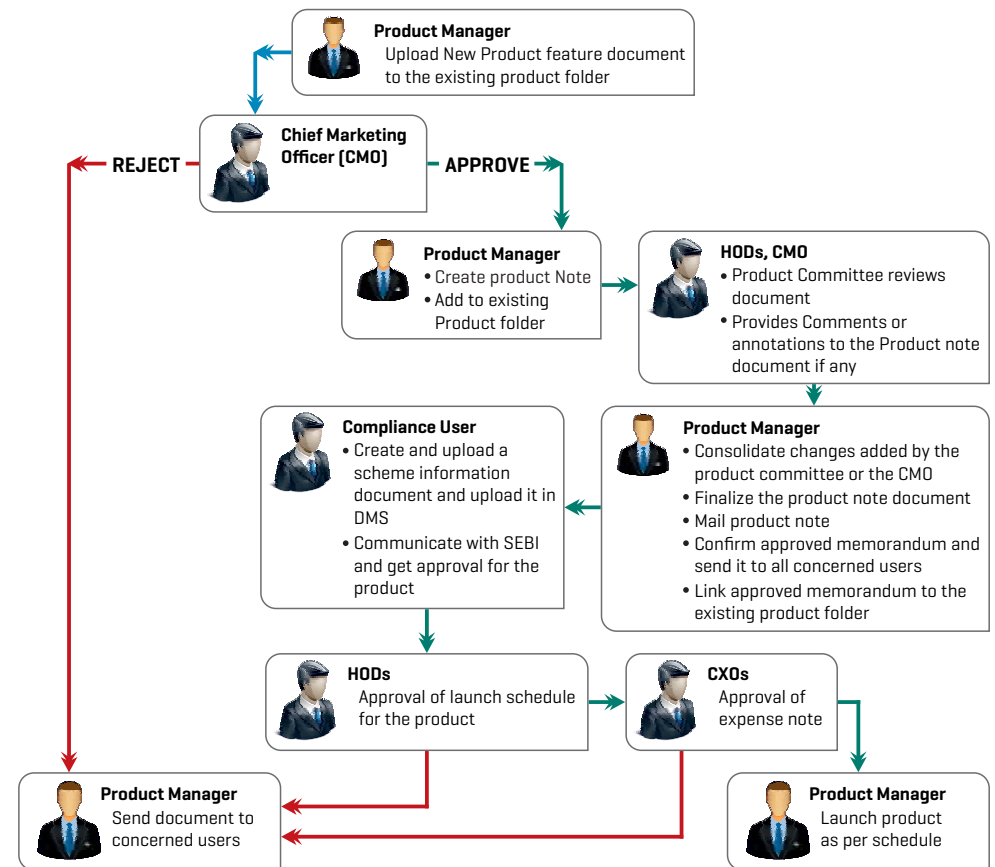 Product Manager
Upload New Product feature document
to the existing product folder
Chief Marketing
Officer (CMO)
REJECT
APPROVE
Product Manager
• Create product Note
• Add to existing
Product folder
HODs, CMO
• Product Committee reviews
document
• Provides Comments or
annotations to the Product note
document if any
Compliance User
• Create and upload a
scheme information
document and upload it in
DMS
• Communicate with SEBI
and get approval for the
product
Product Manager
• Consolidate changes added by the
product committee or the CMO
• Finalize the product note document
• Mail product note
• Confirm approved memorandum and
send it to all concerned users
• Link approved memorandum to the
existing product folder
HODs
Approval of launch schedule
for the product
CXOs
Approval of
expense note
Product Manager
Send document to
concerned users
Product Manager
Launch product
as per schedule